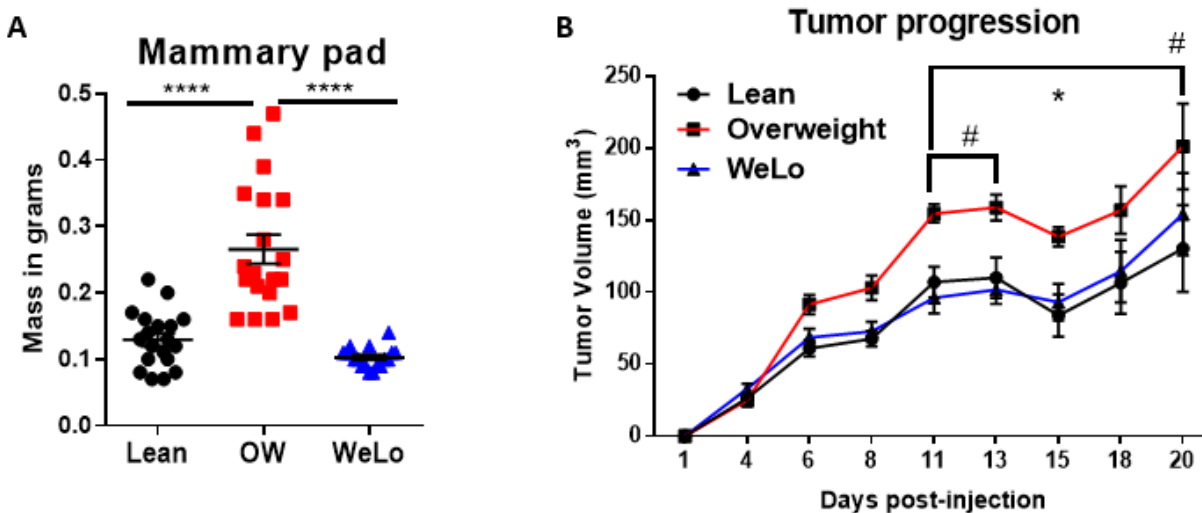 A
Mammary pad
****
****
0.5
0.4
0.3
0.2
0.1
0.0
Mass in grams
Lean
OW
WeLo
B
Tumor progression
#
*
#
Lean
Overweight
WeLo
250
200
150
100
50
0
Tumor Volume (mm³)
1
4
6
8
11
13
15
18
20
Days post-injection